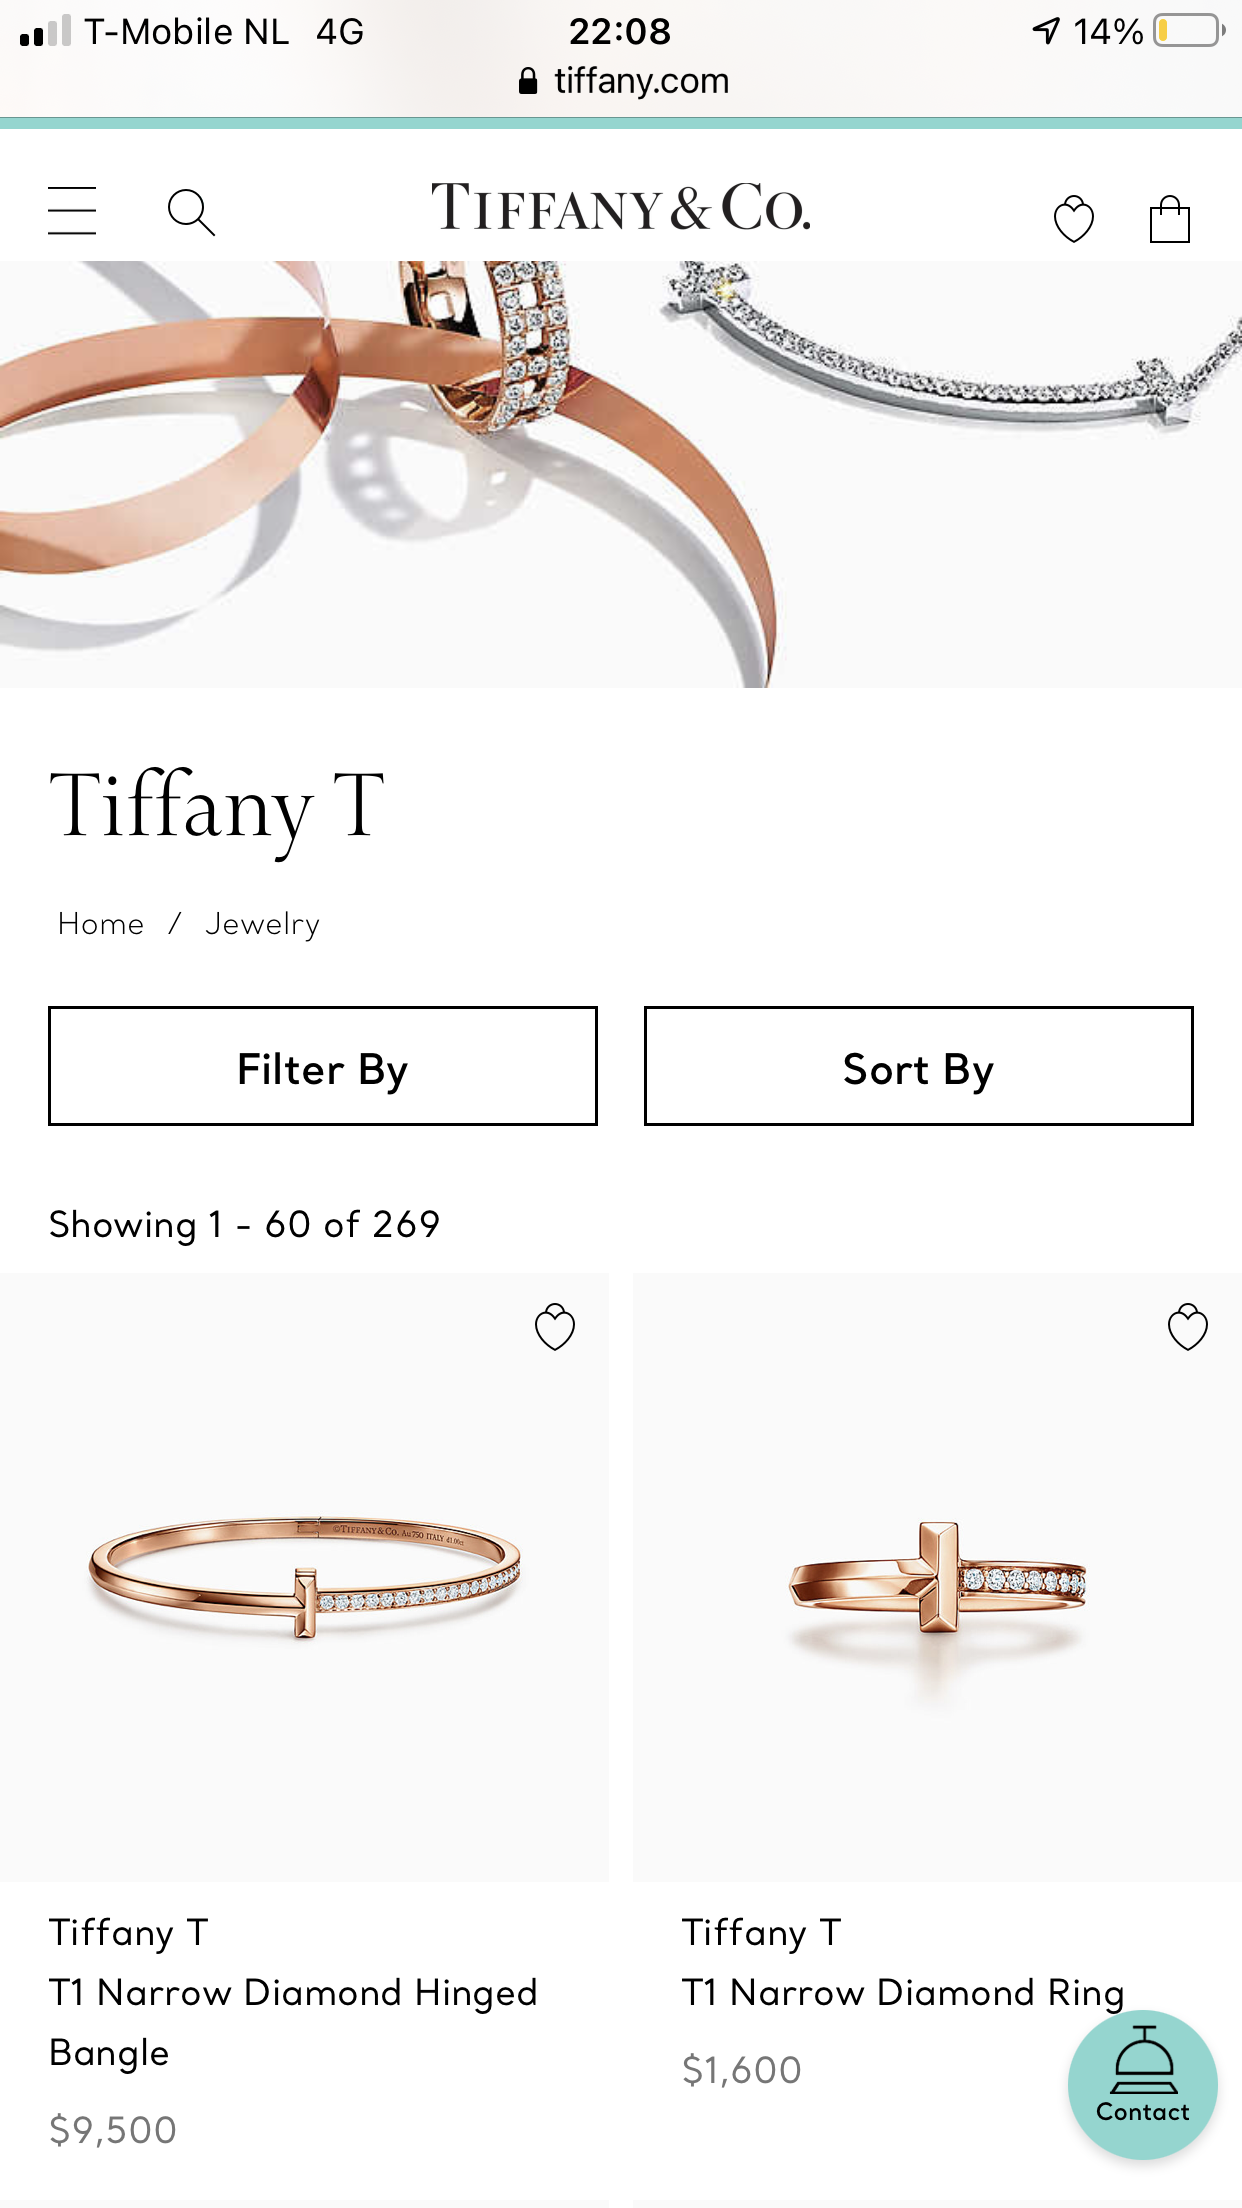 T-Mobile NL 4G 22:08 14%
tiffany.com
TIFFANY & CO.
Tiffany T
Home / Jewelry
Filter By Sort By
Showing 1 - 60 of 269
©TIFFANY & CO. Au750 ITALY
Tiffany T
T1 Narrow Diamond Hinged
Bangle
$9,500
Tiffany T
T1 Narrow Diamond Ring
$1,600
Contact